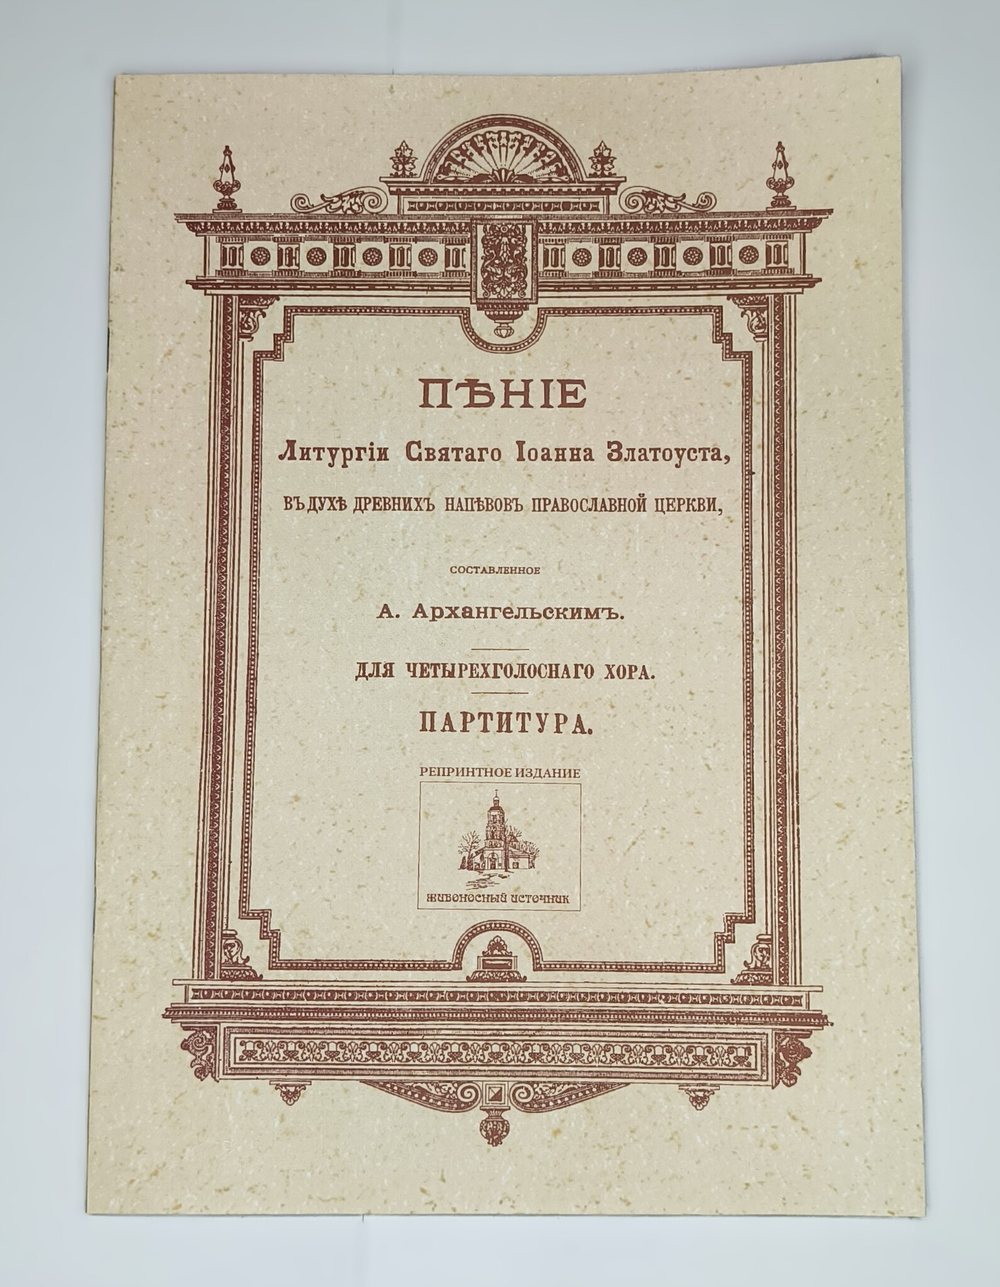 ПѢНІЕ
Литургіи Святаго Іоанна Златоуста,
ВЪ ДУХѢ ДРЕВНИХЪ НАПѢВОВЪ ПРАВОСЛАВНОЙ ЦЕРКВИ,
СОСТАВЛЕННОЕ
А. Архангельскимъ.
ДЛЯ ЧЕТЫРЕХГОЛОСНАГО ХОРА.
ПАРТИТУРА.
РЕПРИНТНОЕ ИЗДАНИЕ
ЖИВОНОСНЫЙ ИСТОЧНИК